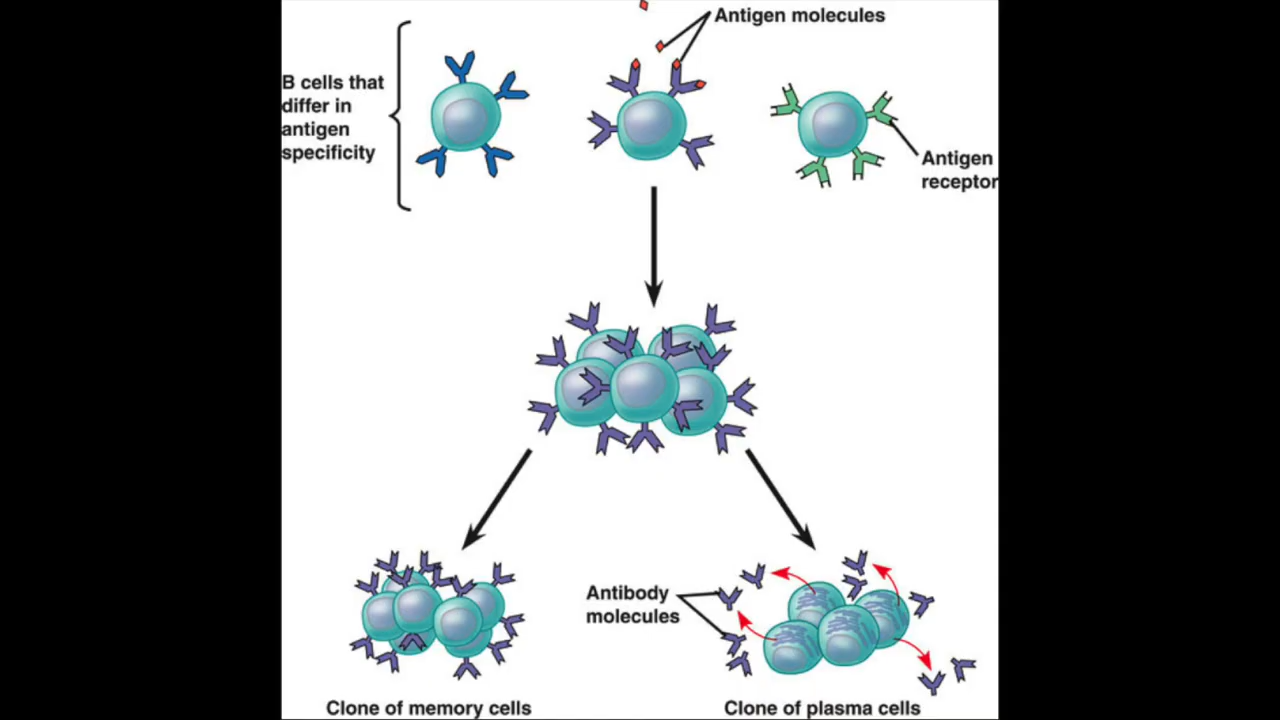 Antigen molecules
B cells that
differ in
antigen
specificity
Antigen
receptor
Antibody
molecules
Clone of memory cells
Clone of plasma cells